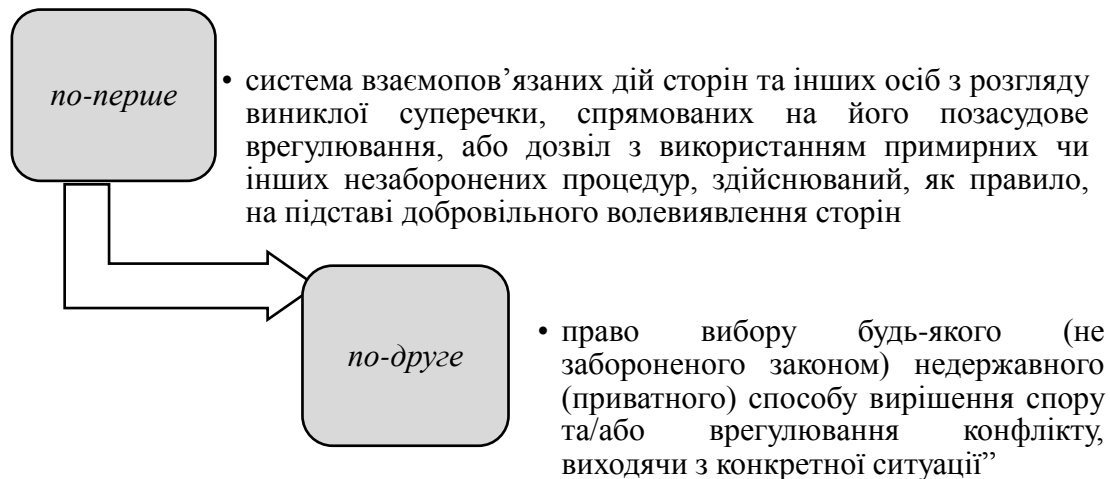 по-перше
• система взаємопов’язаних дій сторін та інших осіб з розгляду
виниклої суперечки, спрямованих на його позасудове
врегулювання, або дозвіл з використанням примирних чи
інших незаборонених процедур, здійснюваний, як правило,
на підставі добровільного волевиявлення сторін
по-друге
• право вибору будь-якого (не
забороненого законом) недержавного
(приватного) способу вирішення спору
та/або врегулювання конфлікту,
виходячи з конкретної ситуації”